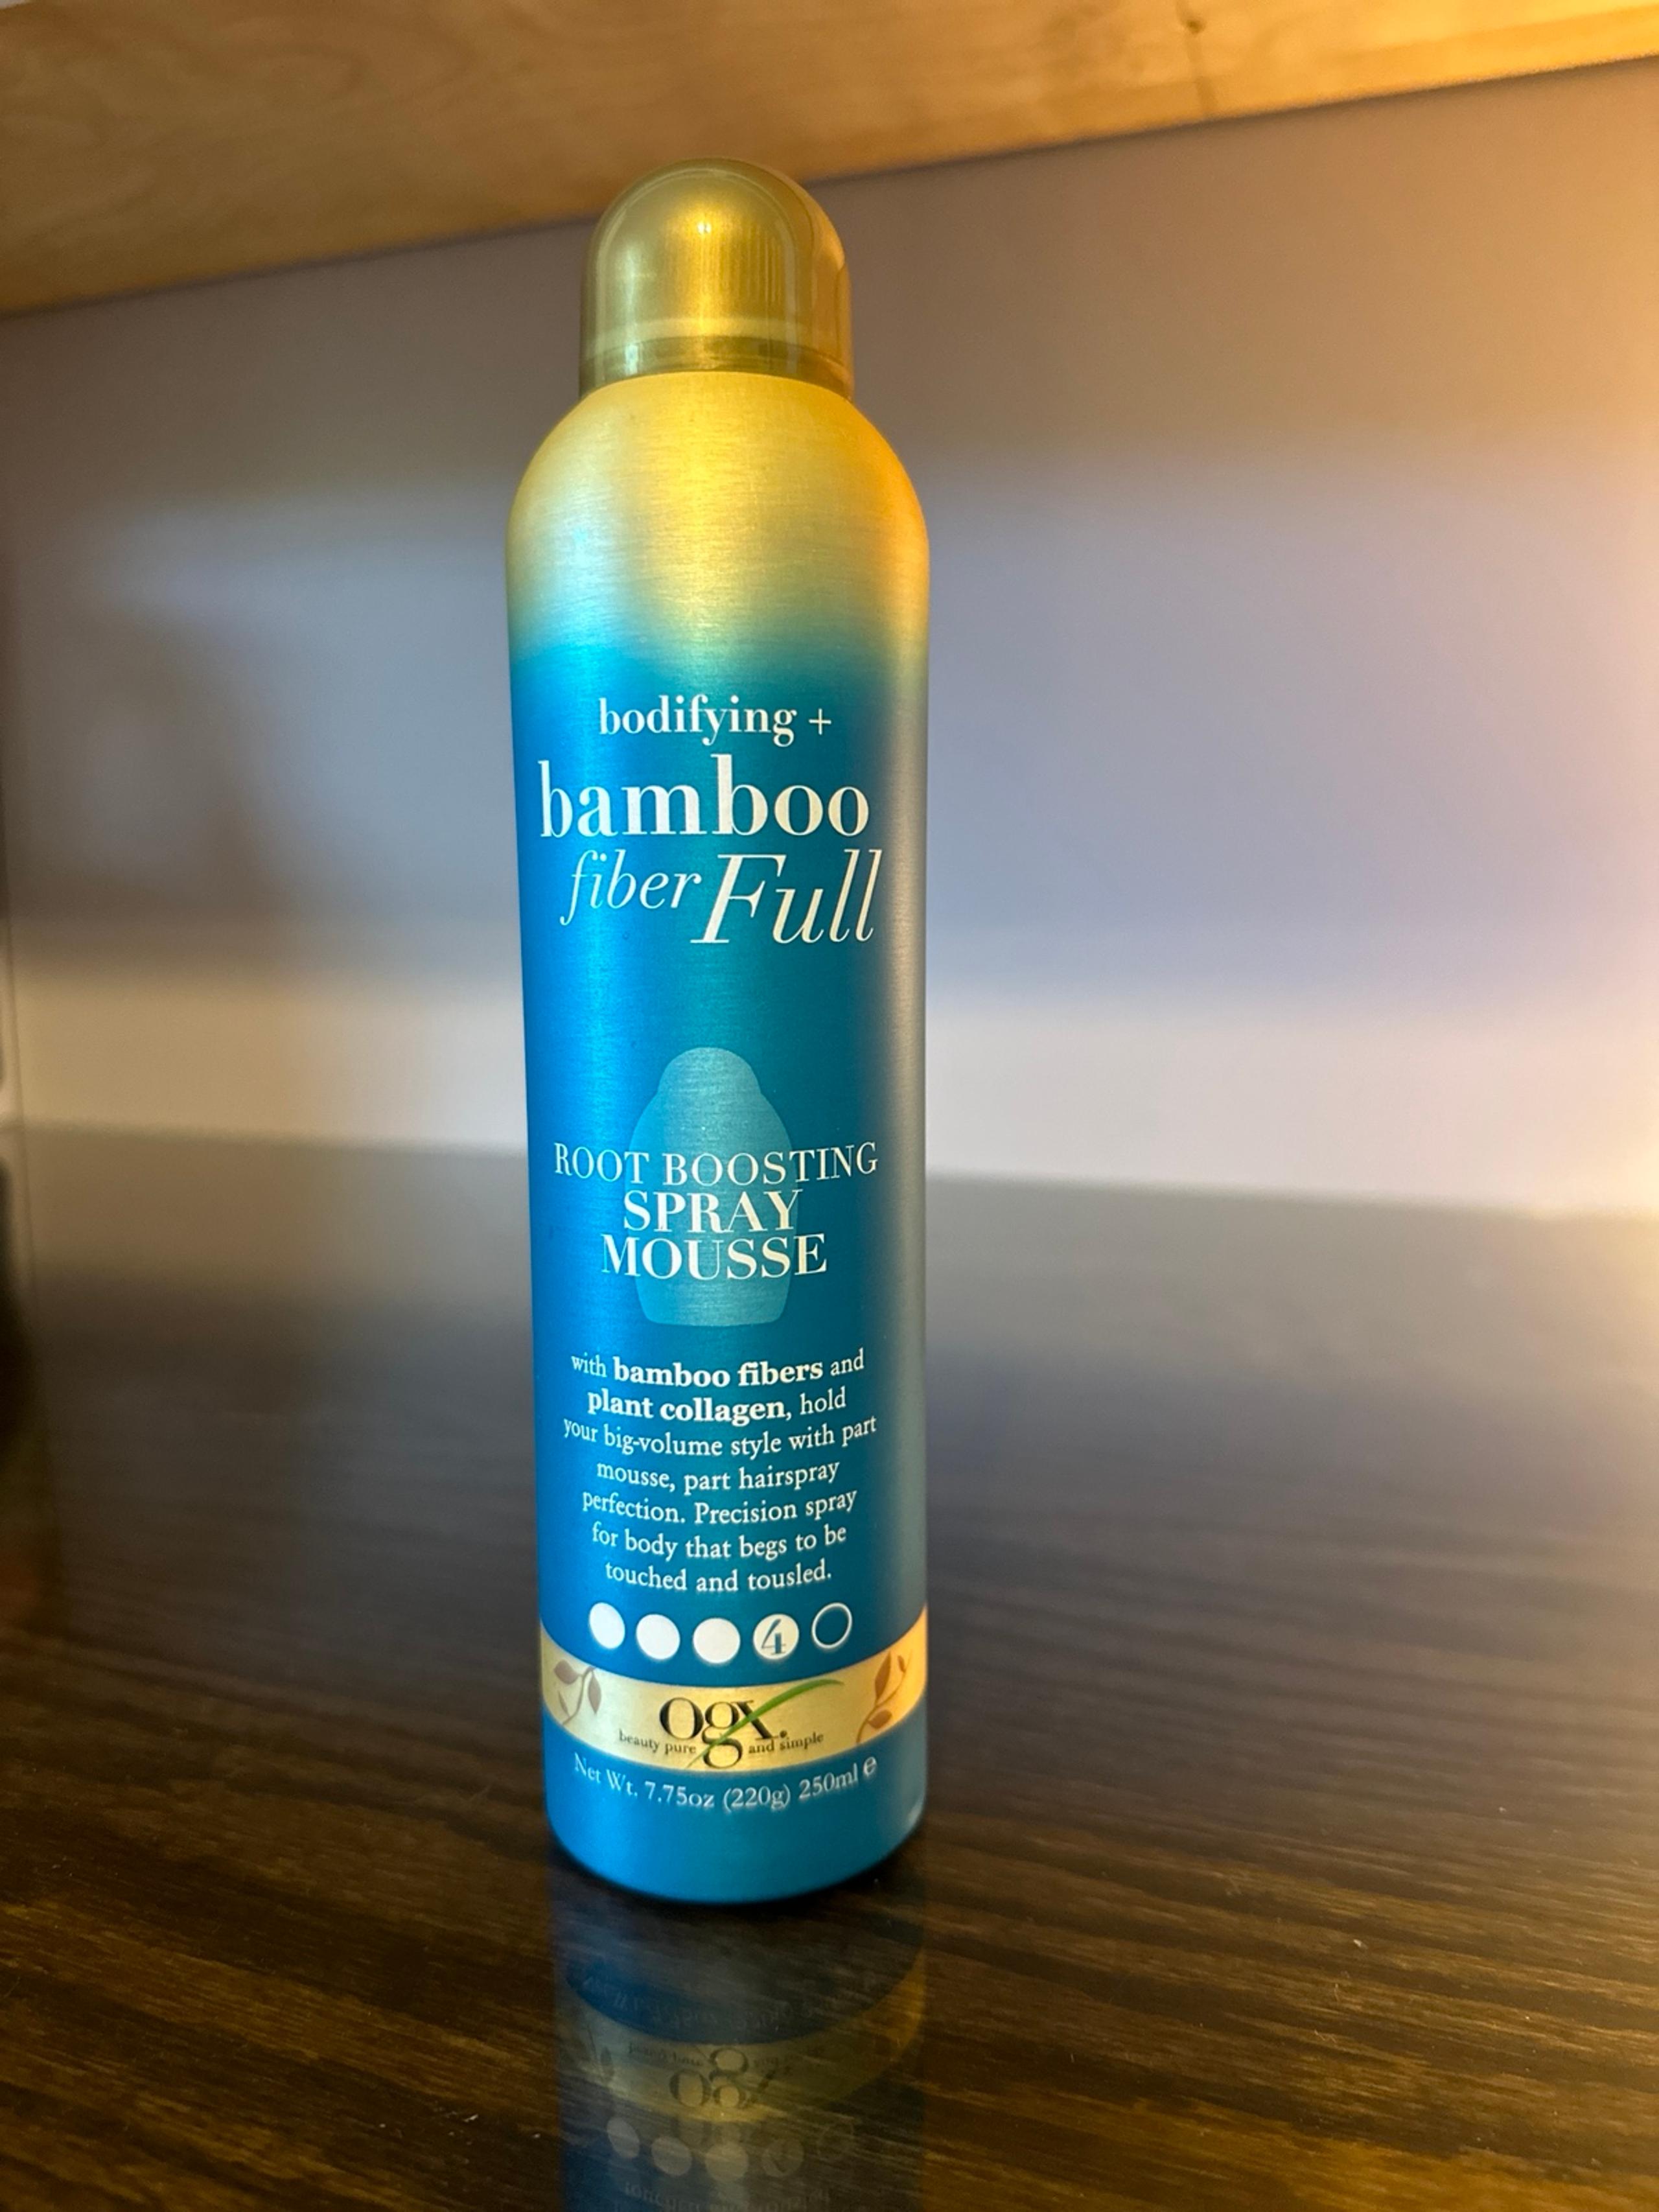 bodifying +
bamboo
fiber Full
ROOT BOOSTING
SPRAY
MOUSSE
with bamboo fibers and
plant collagen, hold
your big-volume style with part
mousse, part hairspray
perfection. Precision spray
for body that begs to be
touched and tousled.
4
ogx
beauty pure and simple
Net Wt. 7.75oz (220g) 250ml ℮